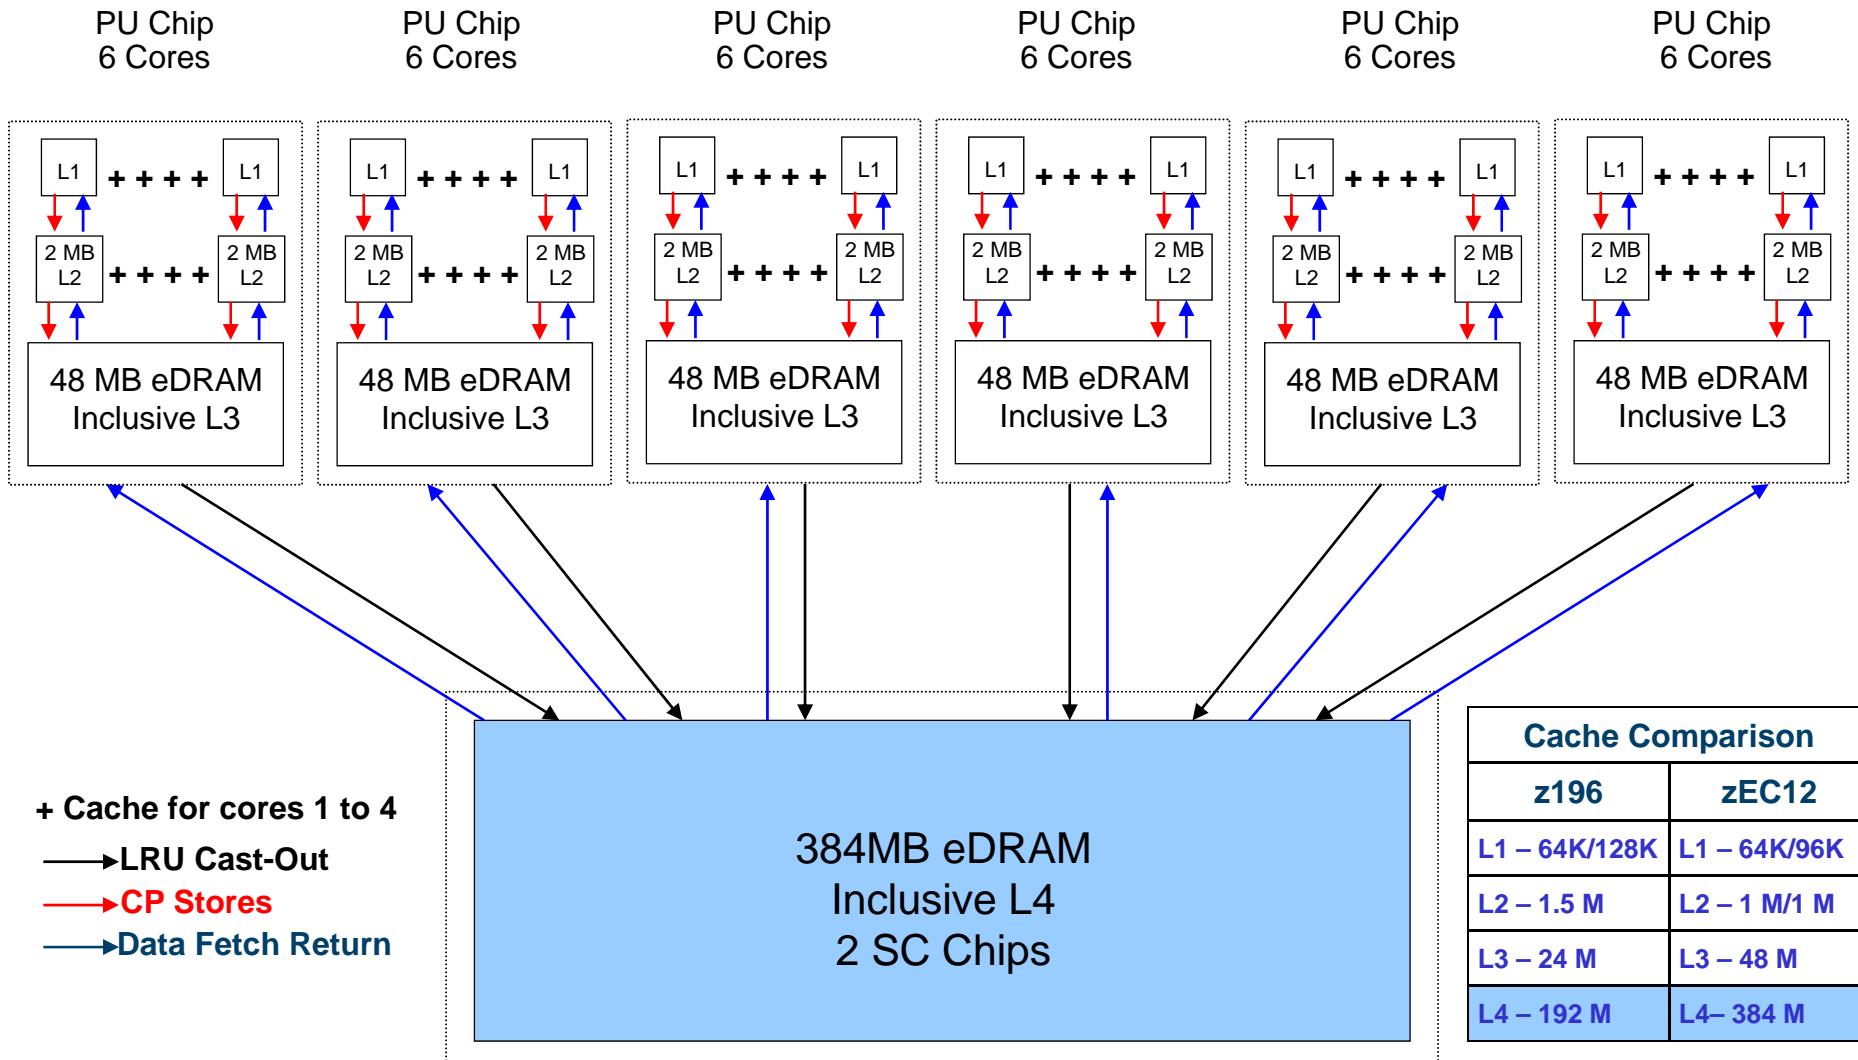 PU Chip
6 Cores
PU Chip
6 Cores
PU Chip
6 Cores
PU Chip
6 Cores
PU Chip
6 Cores
PU Chip
6 Cores
L1
+ + + +
L1
2 MB
L2
+ + + +
2 MB
L2
48 MB eDRAM
Inclusive L3
L1
+ + + +
L1
2 MB
L2
+ + + +
2 MB
L2
48 MB eDRAM
Inclusive L3
L1
+ + + +
L1
2 MB
L2
+ + + +
2 MB
L2
48 MB eDRAM
Inclusive L3
L1
+ + + +
L1
2 MB
L2
+ + + +
2 MB
L2
48 MB eDRAM
Inclusive L3
L1
+ + + +
L1
2 MB
L2
+ + + +
2 MB
L2
48 MB eDRAM
Inclusive L3
L1
+ + + +
L1
2 MB
L2
+ + + +
2 MB
L2
48 MB eDRAM
Inclusive L3
+ Cache for cores 1 to 4
LRU Cast-Out
CP Stores
Data Fetch Return
384MB eDRAM
Inclusive L4
2 SC Chips
Cache Comparison
z196 zEC12
L1 – 64K/128K L1 – 64K/96K
L2 – 1.5 M L2 – 1 M/1 M
L3 – 24 M L3 – 48 M
L4 – 192 M L4– 384 M